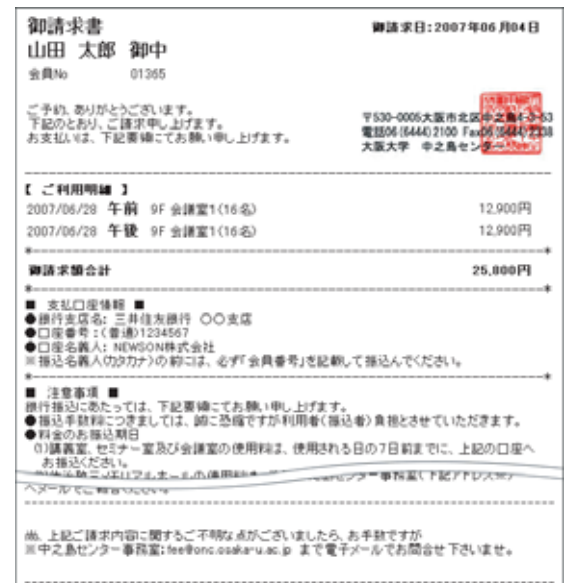 御請求書
御請求日:2007年06月04日
山田 太郎 御中
会員No 01365
ご予約、ありがとうございます。
下記のとおり、ご請求申し上げます。
お支払いは、下記要領にてお願い申し上げます。
〒530-0005大阪市北区中之島4-3-53
電話06(6444)2100 Fax06(6444)2338
大阪大学 中之島センター
【 ご利用明細 】
2007/06/28 午前 9F 会議室1(16名) 12,900円
2007/06/28 午後 9F 会議室1(16名) 12,900円
御請求額合計 25,800円
■ 支払口座情報 ■
●銀行支店名: 三井住友銀行 〇〇支店
●口座番号:(普通)1234567
●口座名義人: NEWSON株式会社
※振込名義人(カタカナ)の前には、必ず「会員番号」を記載して振込んでください。
■ 注意事項 ■
銀行振込にあたっては、下記要領にてお願い申し上げます。
●振込手数料につきましては、誠に恐縮ですが利用者(振込者)負担とさせていただきます。
●料金のお振込期日
(1)講義室、セミナー室及び会議室の使用料は、使用される日の7日前までに、上記の口座へ
お振込ください。
尚、上記ご請求内容に関するご不明な点がございましたら、お手数ですが
※中之島センター事務室:fee@onc.osaka-u.ac.jp まで電子メールでお問合せ下さいませ。